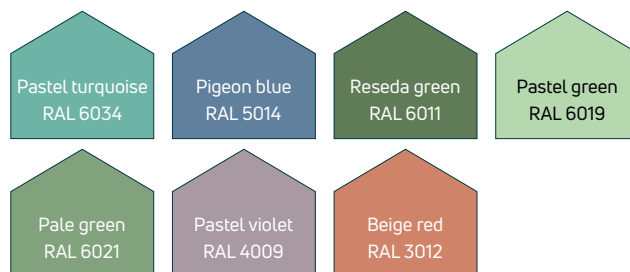 Pastel turquoise
RAL 6034
Pigeon blue
RAL 5014
Reseda green
RAL 6011
Pastel green
RAL 6019
Pale green
RAL 6021
Pastel violet
RAL 4009
Beige red
RAL 3012